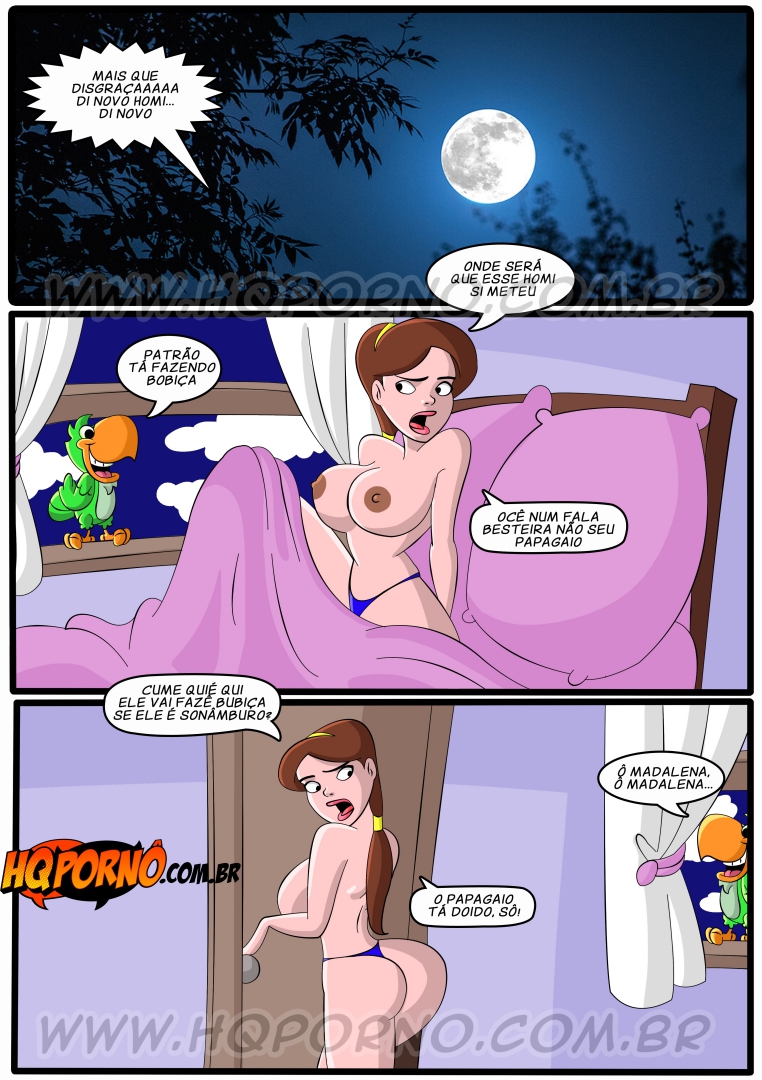 MAIS QUE
DISGRAÇAAAAA
DI NOVO HOMI...
DI NOVO
ONDE SERÁ
QUE ESSE HOMI
SI METEU
WWW.HQPORNO.COM.BR
PATRÃO
TÁ FAZENDO
BOBIÇA
OCÊ NUM FALA
BESTEIRA NÃO SEU
PAPAGAIO
CUME QUIÉ QUI
ELE VAI FAZÊ BUBIÇA
SE ELE É SONÂMBURO?
Ô MADALENA,
Ô MADALENA...
HQPORNÔ.COM.BR
O PAPAGAIO
TÁ DOIDO, SÔ!
WWW.HQPORNO.COM.BR